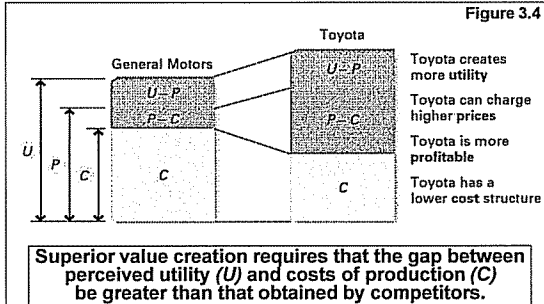 Figure 3.4
Toyota
General Motors
U – P
P – C
C
U – P
P – C
C
U
P
C
Toyota creates
more utility
Toyota can charge
higher prices
Toyota is more
profitable
Toyota has a
lower cost structure
Superior value creation requires that the gap between
perceived utility (U) and costs of production (C)
be greater than that obtained by competitors.